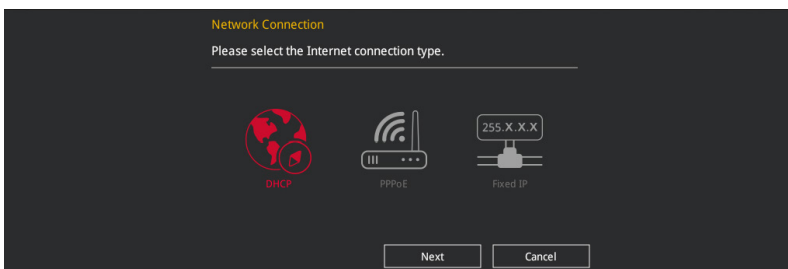 Network Connection
Please select the Internet connection type.
255.X.X.X
DHCP PPPoE Fixed IP
Next Cancel